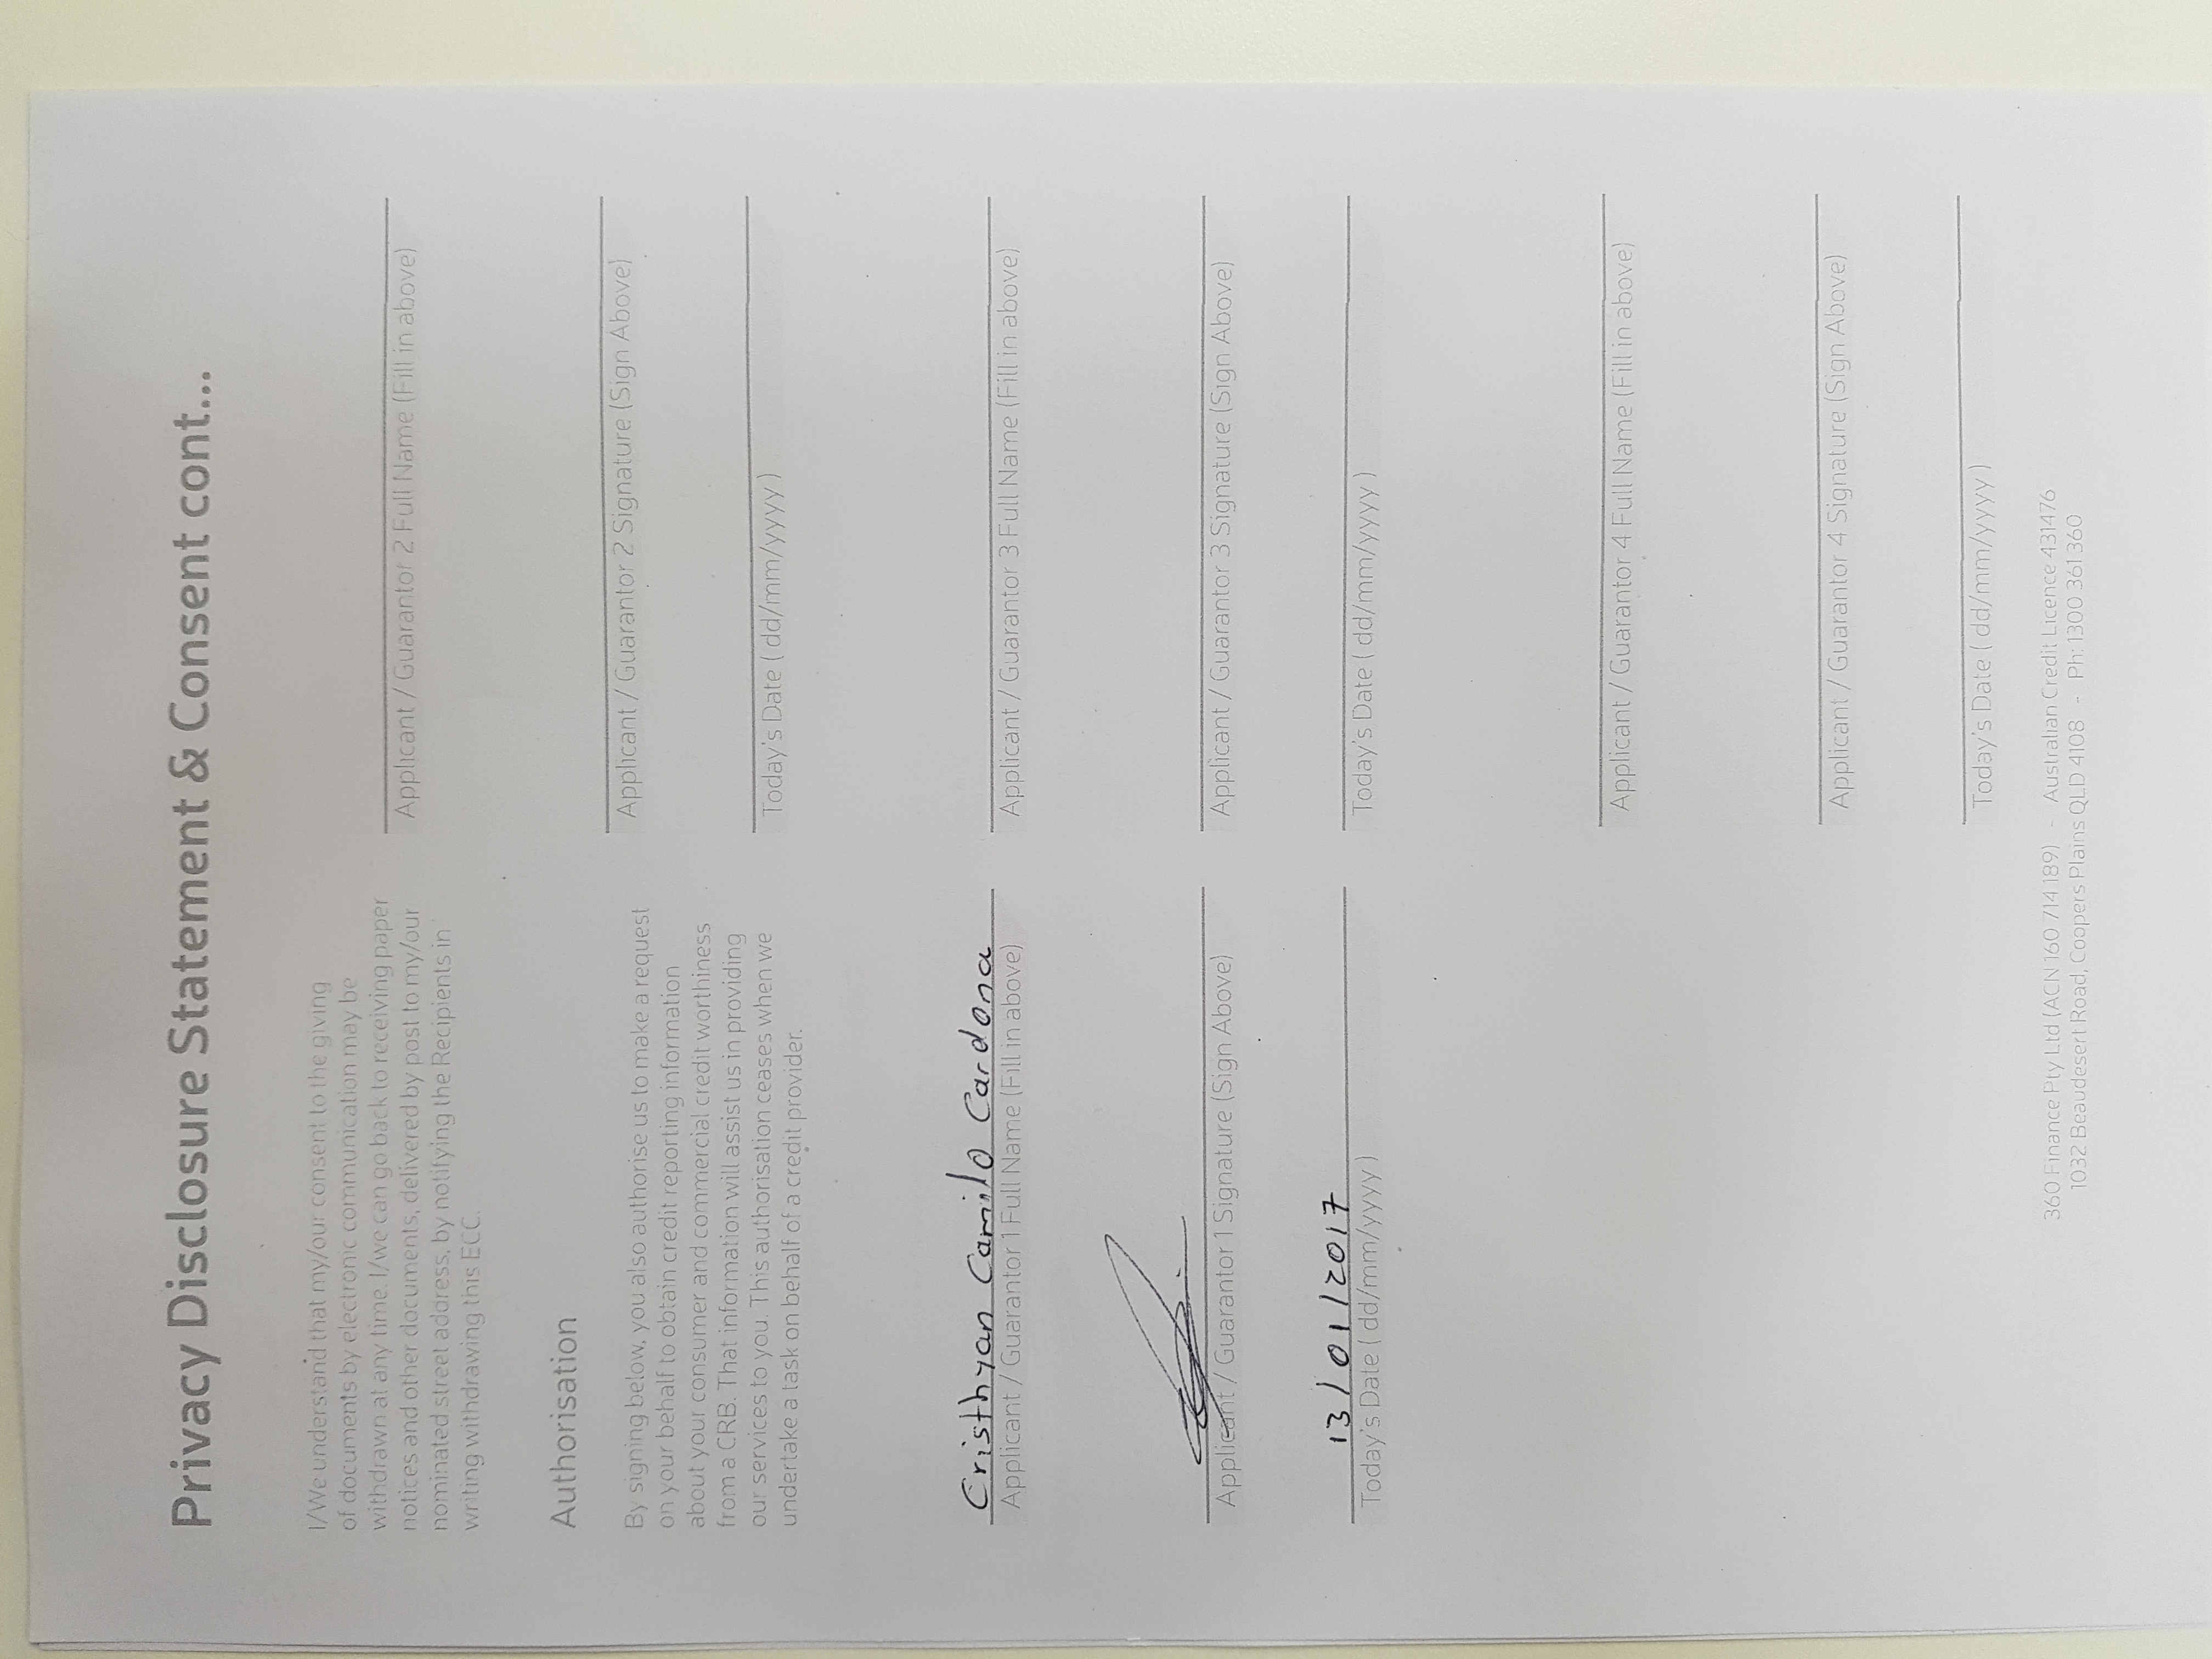 Privacy Disclosure Statement & Consent cont...
I/We understand that my/our consent to the giving
of documents by electronic communication may be
withdrawn at any time. I/we can go back to receiving paper
notices and other documents, delivered by post to my/our
nominated street address, by notifying the Recipients in
writing withdrawing this ECC.
Authorisation
By signing below, you also authorise us to make a request
on your behalf to obtain credit reporting information
about your consumer and commercial credit worthiness
from a CRB. That information will assist us in providing
our services to you. This authorisation ceases when we
undertake a task on behalf of a credit provider.
Cristhyan Camilo Cardona
Applicant / Guarantor 1 Full Name (Fill in above)
Applicant / Guarantor 1 Signature (Sign Above)
13/01/2017
Today's Date ( dd/mm/yyyy )
Applicant / Guarantor 2 Full Name (Fill in above)
Applicant / Guarantor 2 Signature (Sign Above)
Today's Date ( dd/mm/yyyy )
Applicant / Guarantor 3 Full Name (Fill in above)
Applicant / Guarantor 3 Signature (Sign Above)
Today's Date ( dd/mm/yyyy )
Applicant / Guarantor 4 Full Name (Fill in above)
Applicant / Guarantor 4 Signature (Sign Above)
Today's Date ( dd/mm/yyyy )
360 Finance Pty Ltd (ACN 160 714 189) - Australian Credit Licence 431476
1032 Beaudesert Road, Coopers Plains QLD 4108 - Ph: 1300 361 360